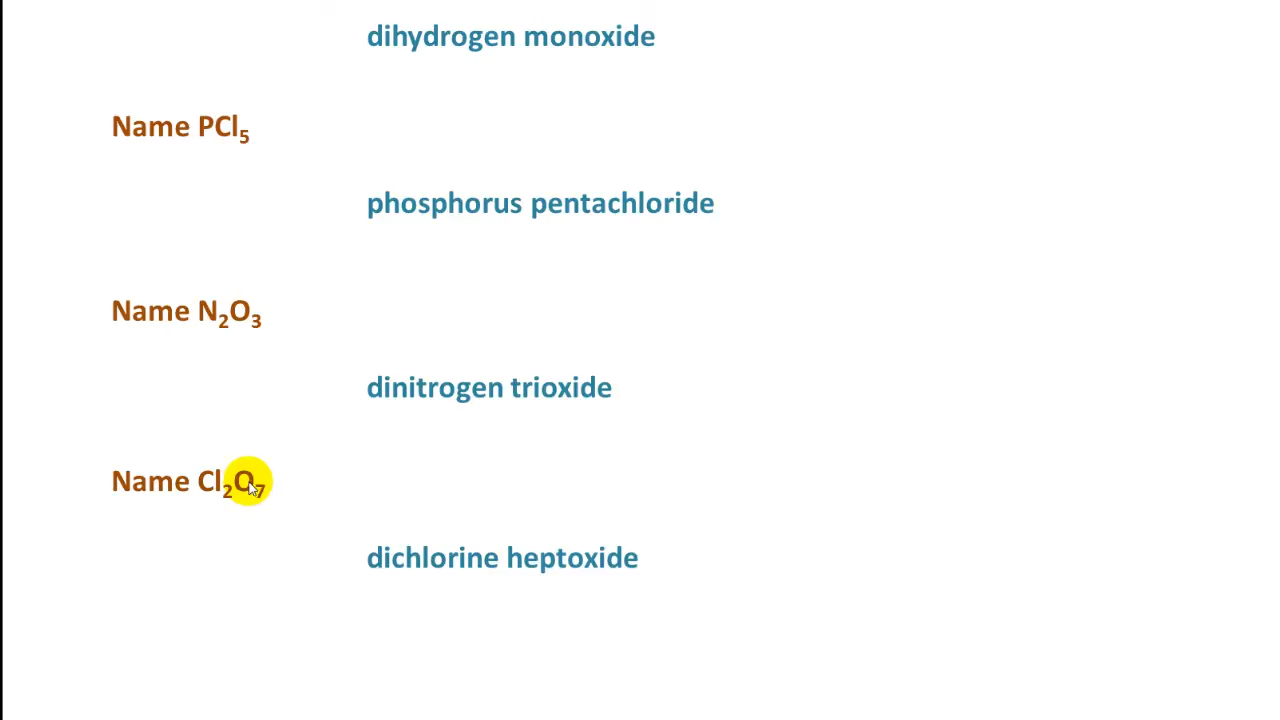 dihydrogen monoxide
Name PCl₅
phosphorus pentachloride
Name N₂O₃
dinitrogen trioxide
Name Cl₂O₇
dichlorine heptoxide